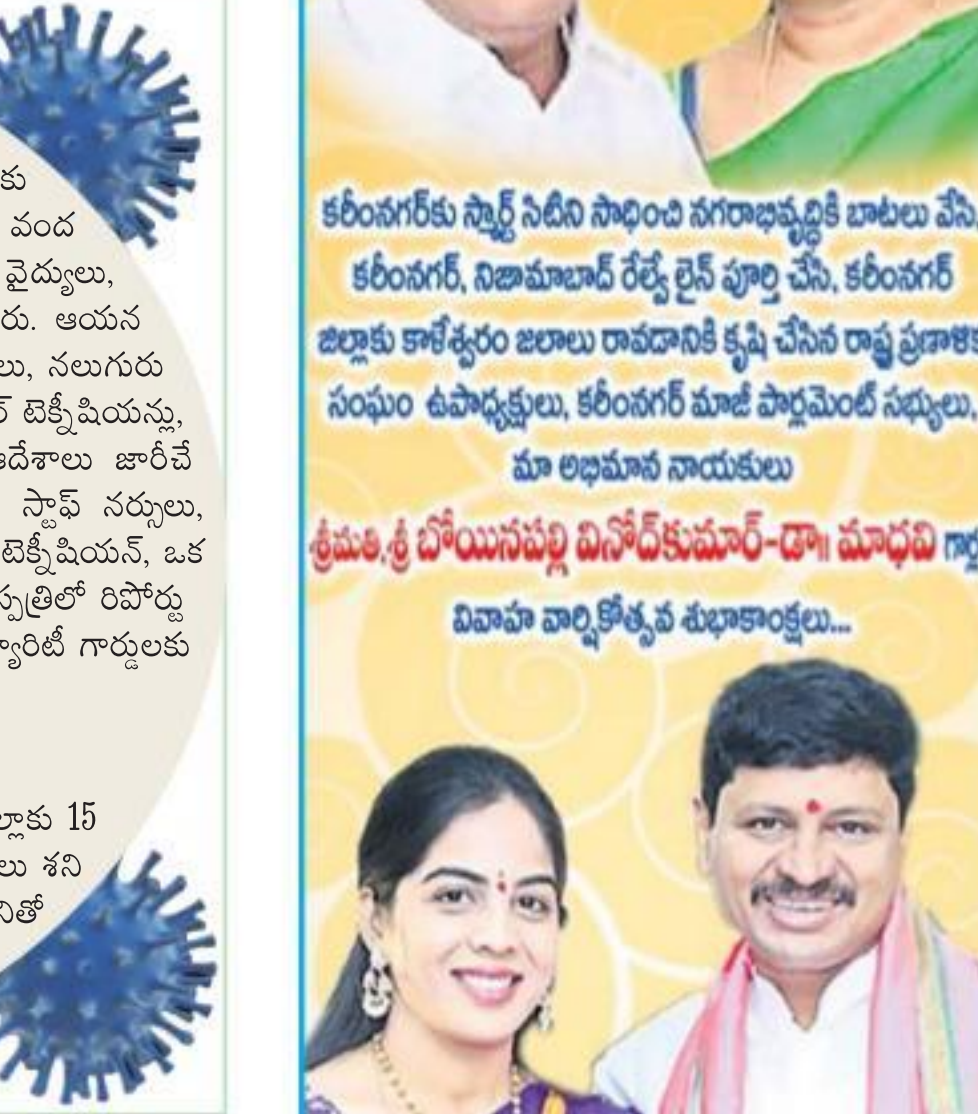 కు
వంద
వైద్యులు,
రు. ఆయన
లు, నలుగురు
టెక్నీషియన్లు,
ఆదేశాలు జారీచే
స్టాఫ్ నర్సులు,
టెక్నీషియన్, ఒక
స్పత్రిలో రిపోర్టు
క్యూరిటీ గార్డులకు
ల్లాకు 15
లు శని
నితో
కరీంనగర్‌కు స్మార్ట్ సిటీని సాధించి నగరాభివృద్ధికి బాటలు వేసి,
కరీంనగర్, నిజామాబాద్ రేల్వే లైన్ పూర్తి చేసి, కరీంనగర్
జిల్లాకు కాళేశ్వరం జలాలు రావడానికి కృషి చేసిన రాష్ట్ర ప్రణాళిక
సంఘం ఉపాధ్యక్షులు, కరీంనగర్ మాజీ పార్లమెంట్ సభ్యులు,
మా అభిమాన నాయకులు
శ్రీమతి,శ్రీ బోయినపల్లి వినోద్‌కుమార్-డా॥ మాధవి గార్ల
వివాహ వార్షికోత్సవ శుభాకాంక్షలు...